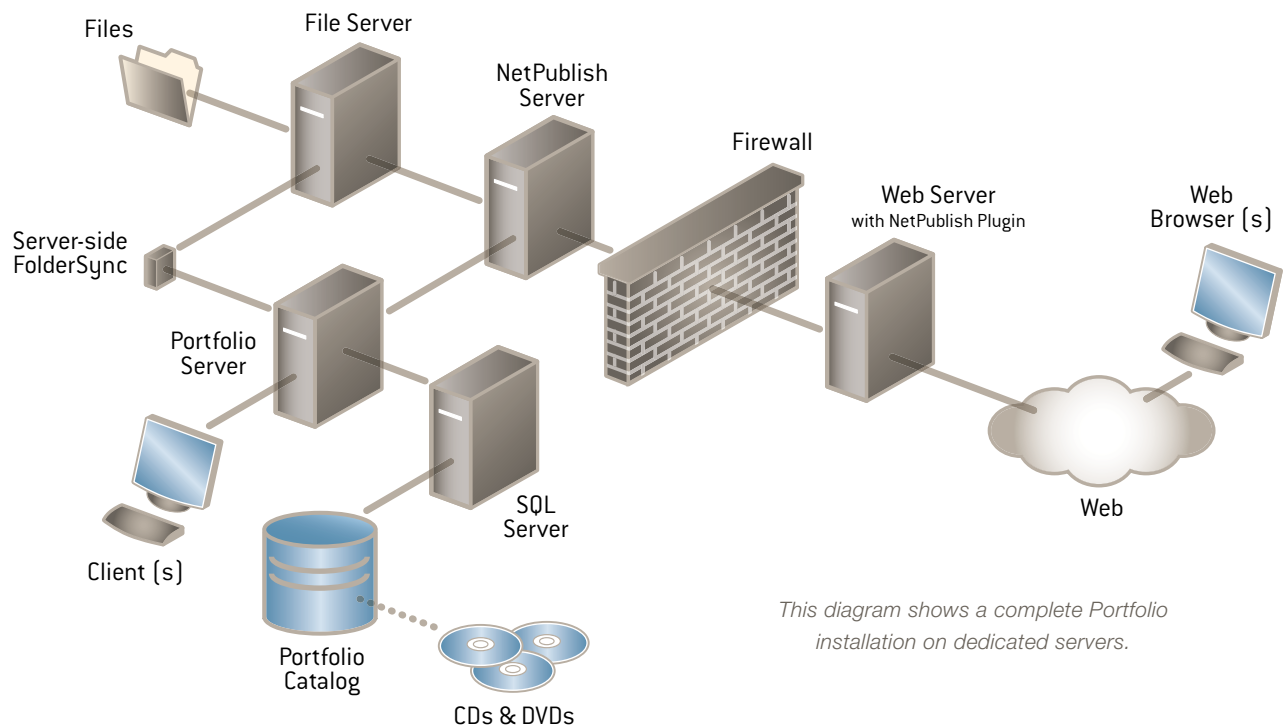 Files
File Server
NetPublish
Server
Firewall
Web Server
with NetPublish Plugin
Web
Browser (s)
Server-side
FolderSync
Portfolio
Server
SQL
Server
Web
Client (s)
Portfolio
Catalog
CDs & DVDs
This diagram shows a complete Portfolio
installation on dedicated servers.